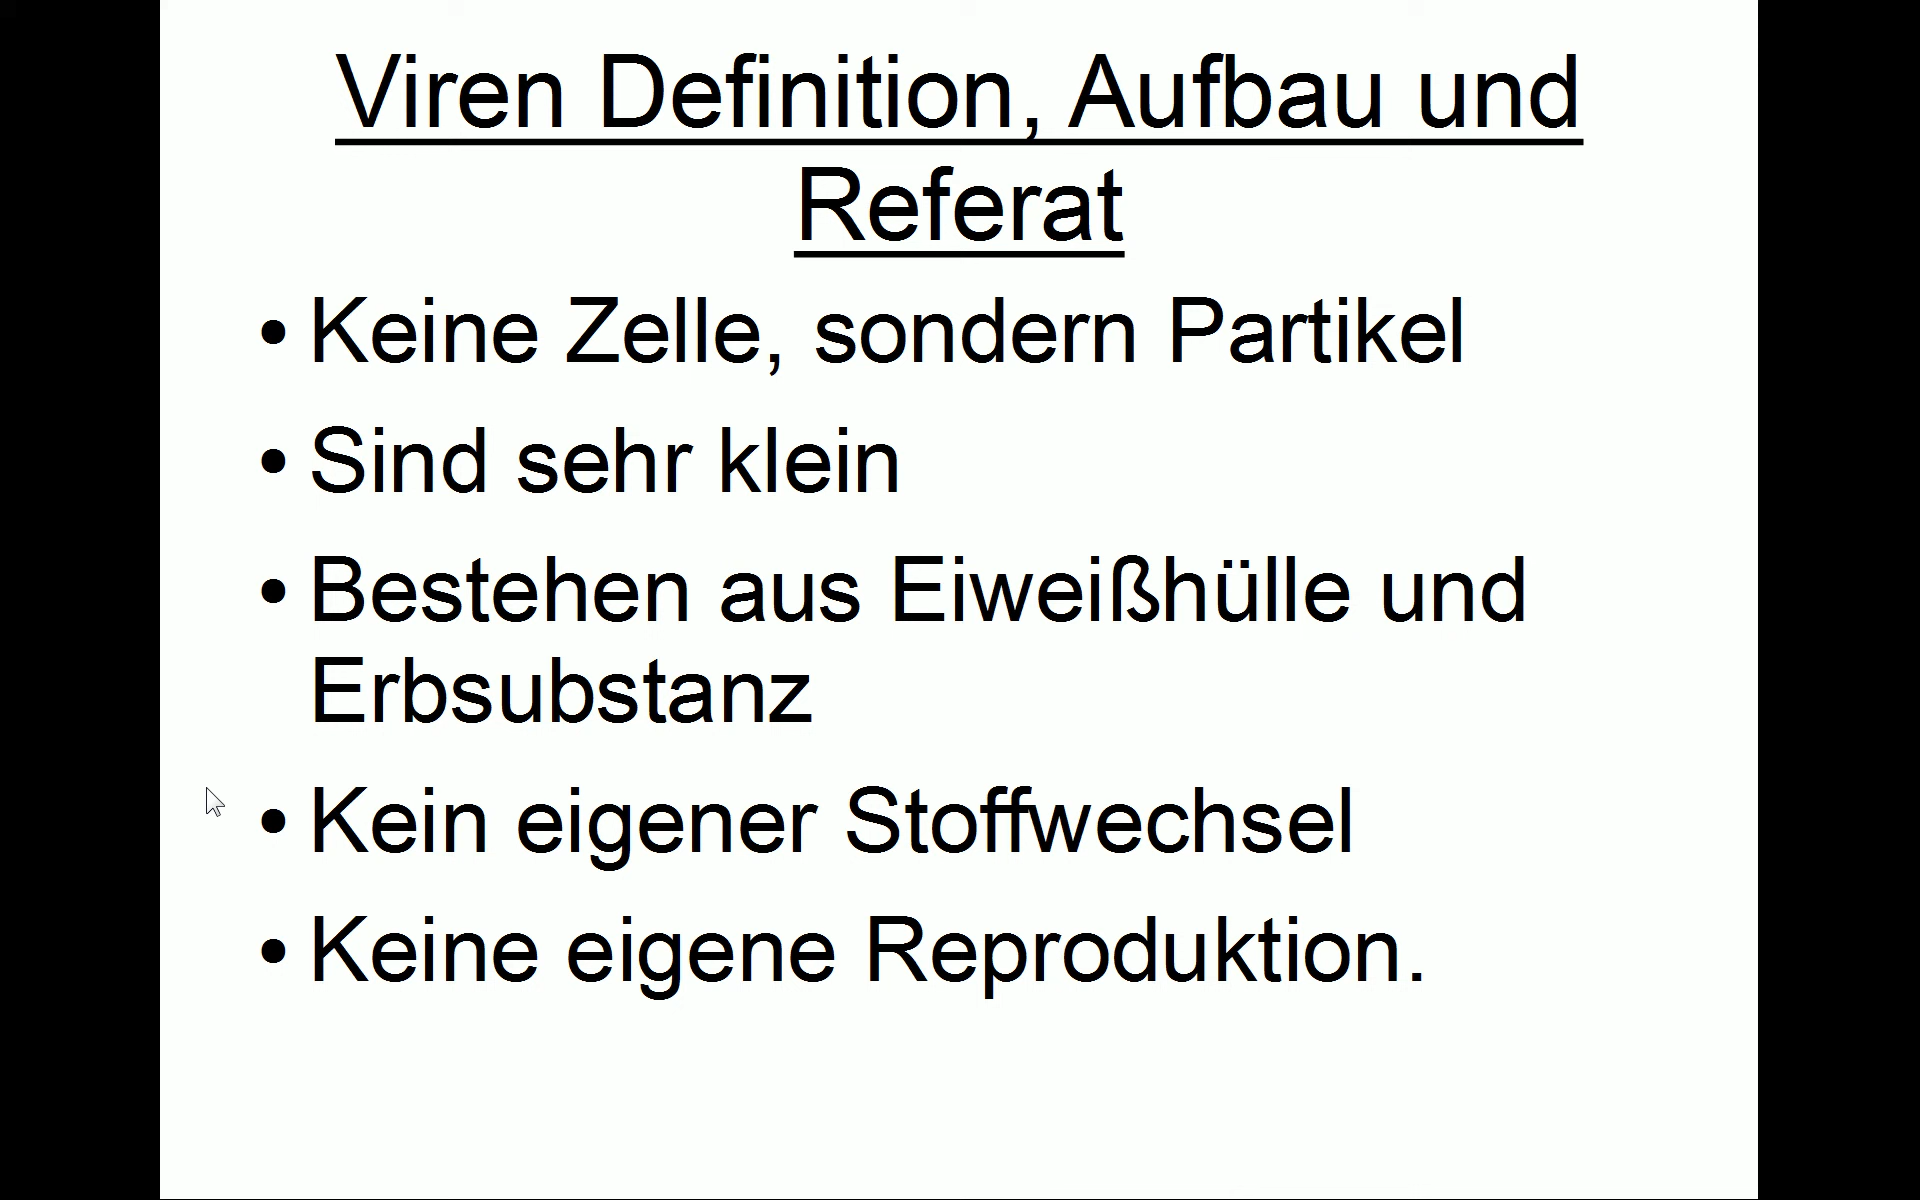 Viren Definition, Aufbau und
Referat
• Keine Zelle, sondern Partikel
• Sind sehr klein
• Bestehen aus Eiweißhülle und
Erbsubstanz
• Kein eigener Stoffwechsel
• Keine eigene Reproduktion.